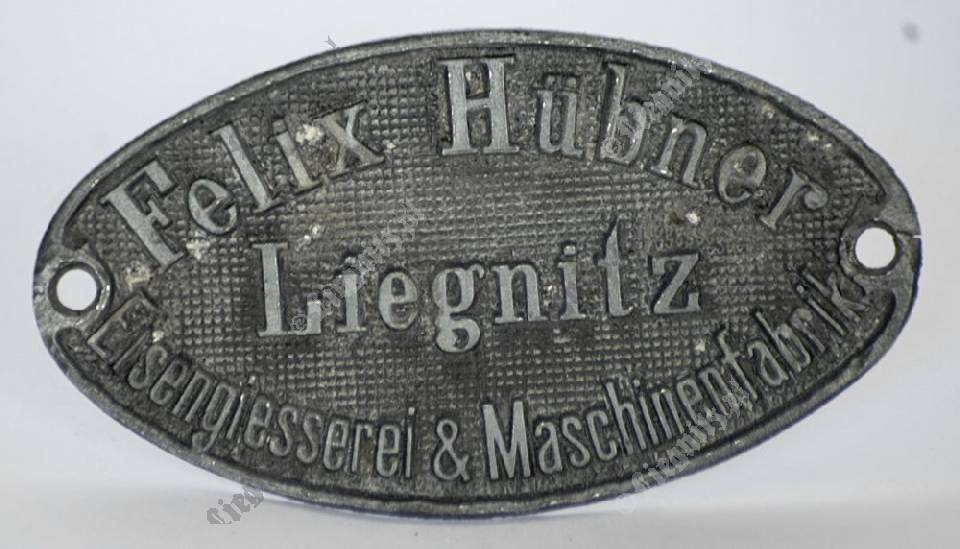 Felix Hübner
Liegnitz
Eisengiesserei & Maschinenfabrik